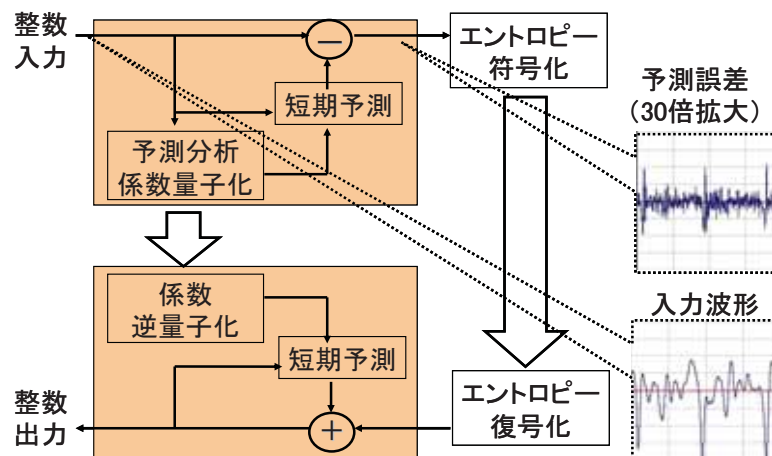 整数
入力
−
エントロピー
符号化
短期予測
予測分析
係数量子化
予測誤差
（30倍拡大）
係数
逆量子化
短期予測
入力波形
整数
出力
+
エントロピー
復号化